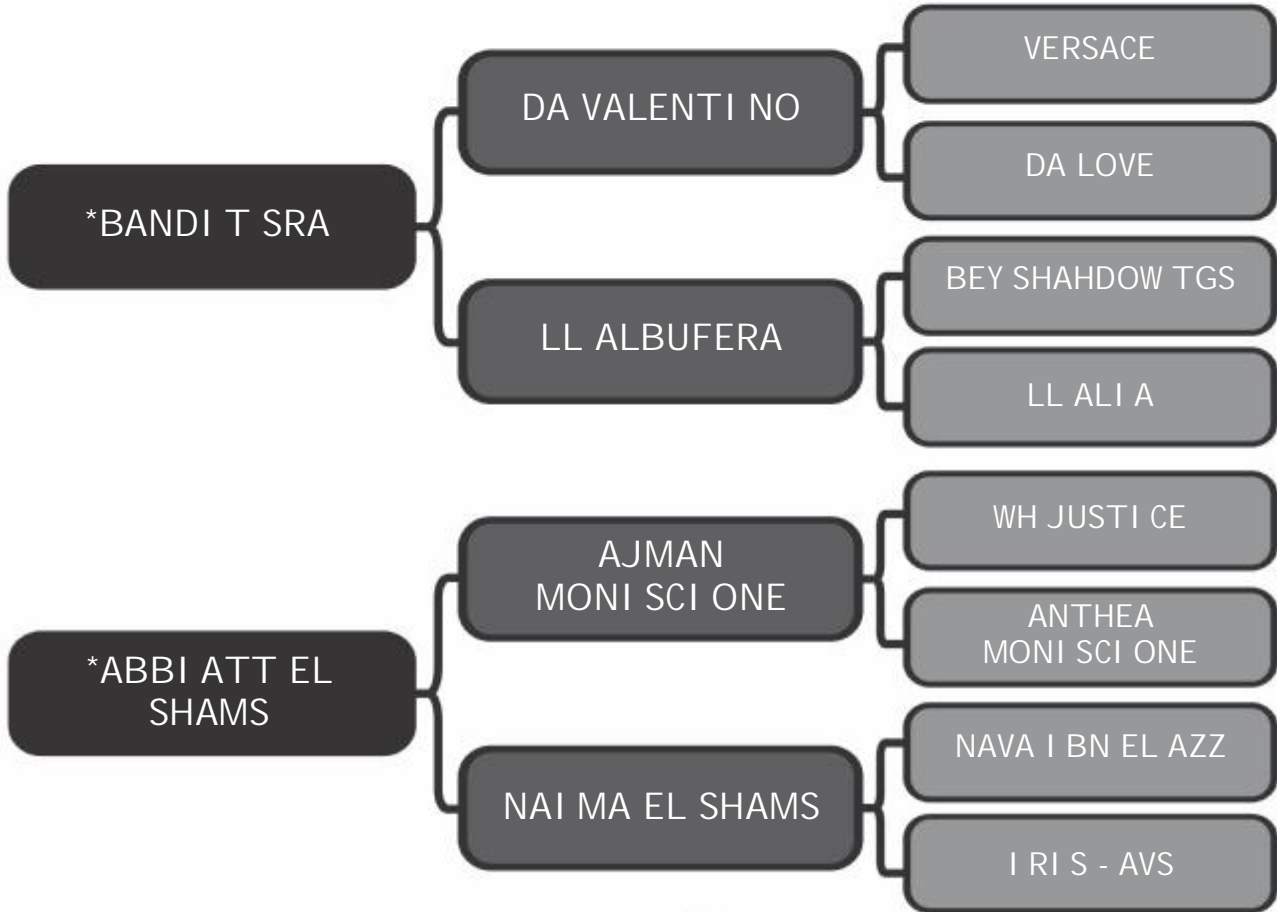 VERSACE
DA VALENTI NO
DA LOVE
*BANDI T SRA
BEY SHAHDOW TGS
LL ALBUFERA
LL ALI A
WH JUSTI CE
AJMAN
MONI SCI ONE
ANTHEA
MONI SCI ONE
*ABBI ATT EL
SHAMS
NAVA I BN EL AZZ
NAI MA EL SHAMS
I RI S - AVS